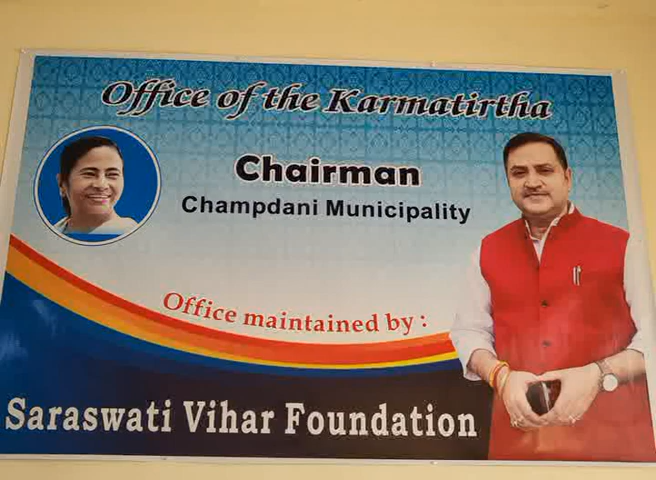 Office of the Karmatirtha
Chairman
Champdani Municipality
Office maintained by :
Saraswati Vihar Foundation